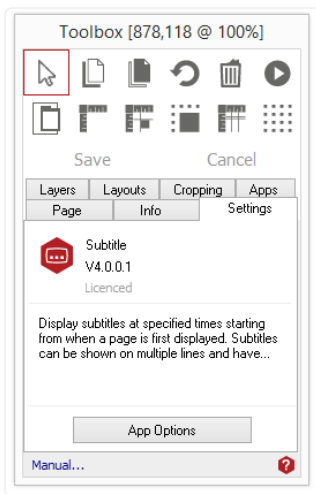 Toolbox [878,118 @ 100%]
Save Cancel
Layers Layouts Cropping Apps
Page Info Settings
Subtitle
V4.0.0.1
Licenced
Display subtitles at specified times starting
from when a page is first displayed. Subtitles
can be shown on multiple lines and have...
App Options
Manual... ?